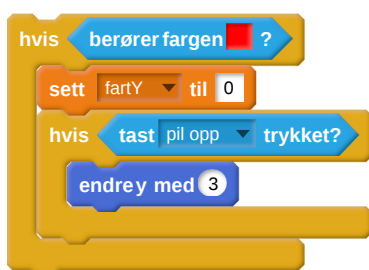 hvis berører fargen ?
sett fartY til 0
hvis tast pil opp trykket?
endre y med 3